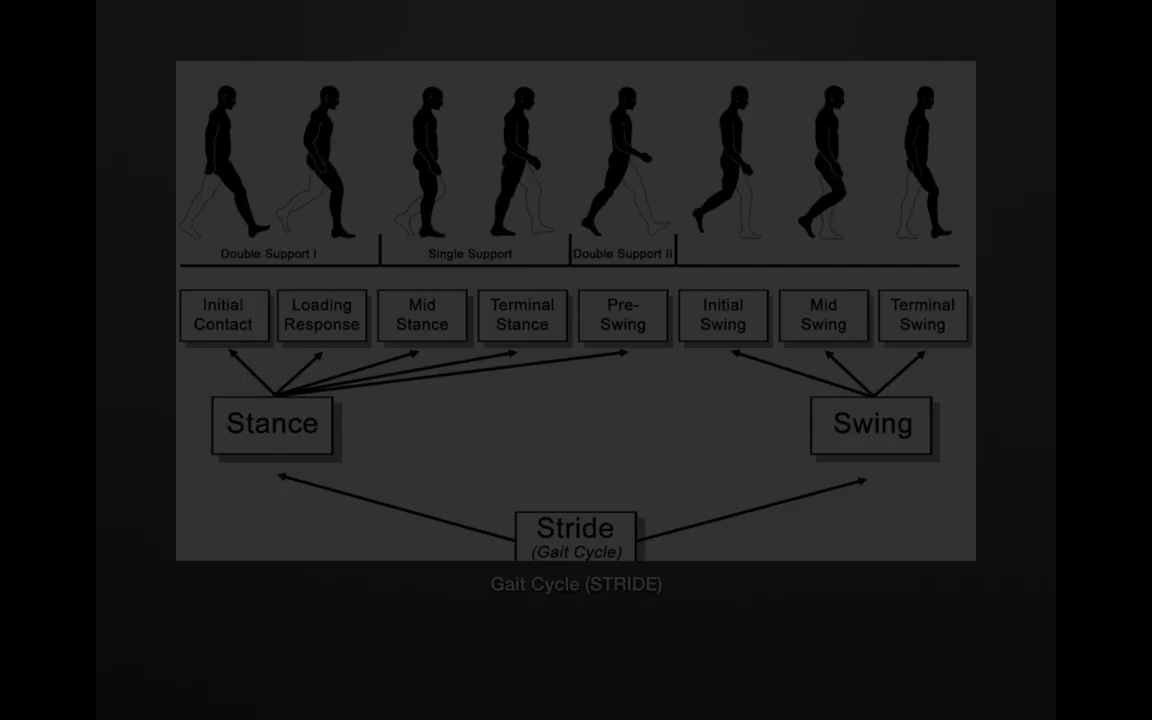 Double Support I
Single Support
Double Support II
Initial
Contact
Loading
Response
Mid
Stance
Terminal
Stance
Pre-
Swing
Initial
Swing
Mid
Swing
Terminal
Swing
Stance
Swing
Stride
(Gait Cycle)
Gait Cycle (STRIDE)